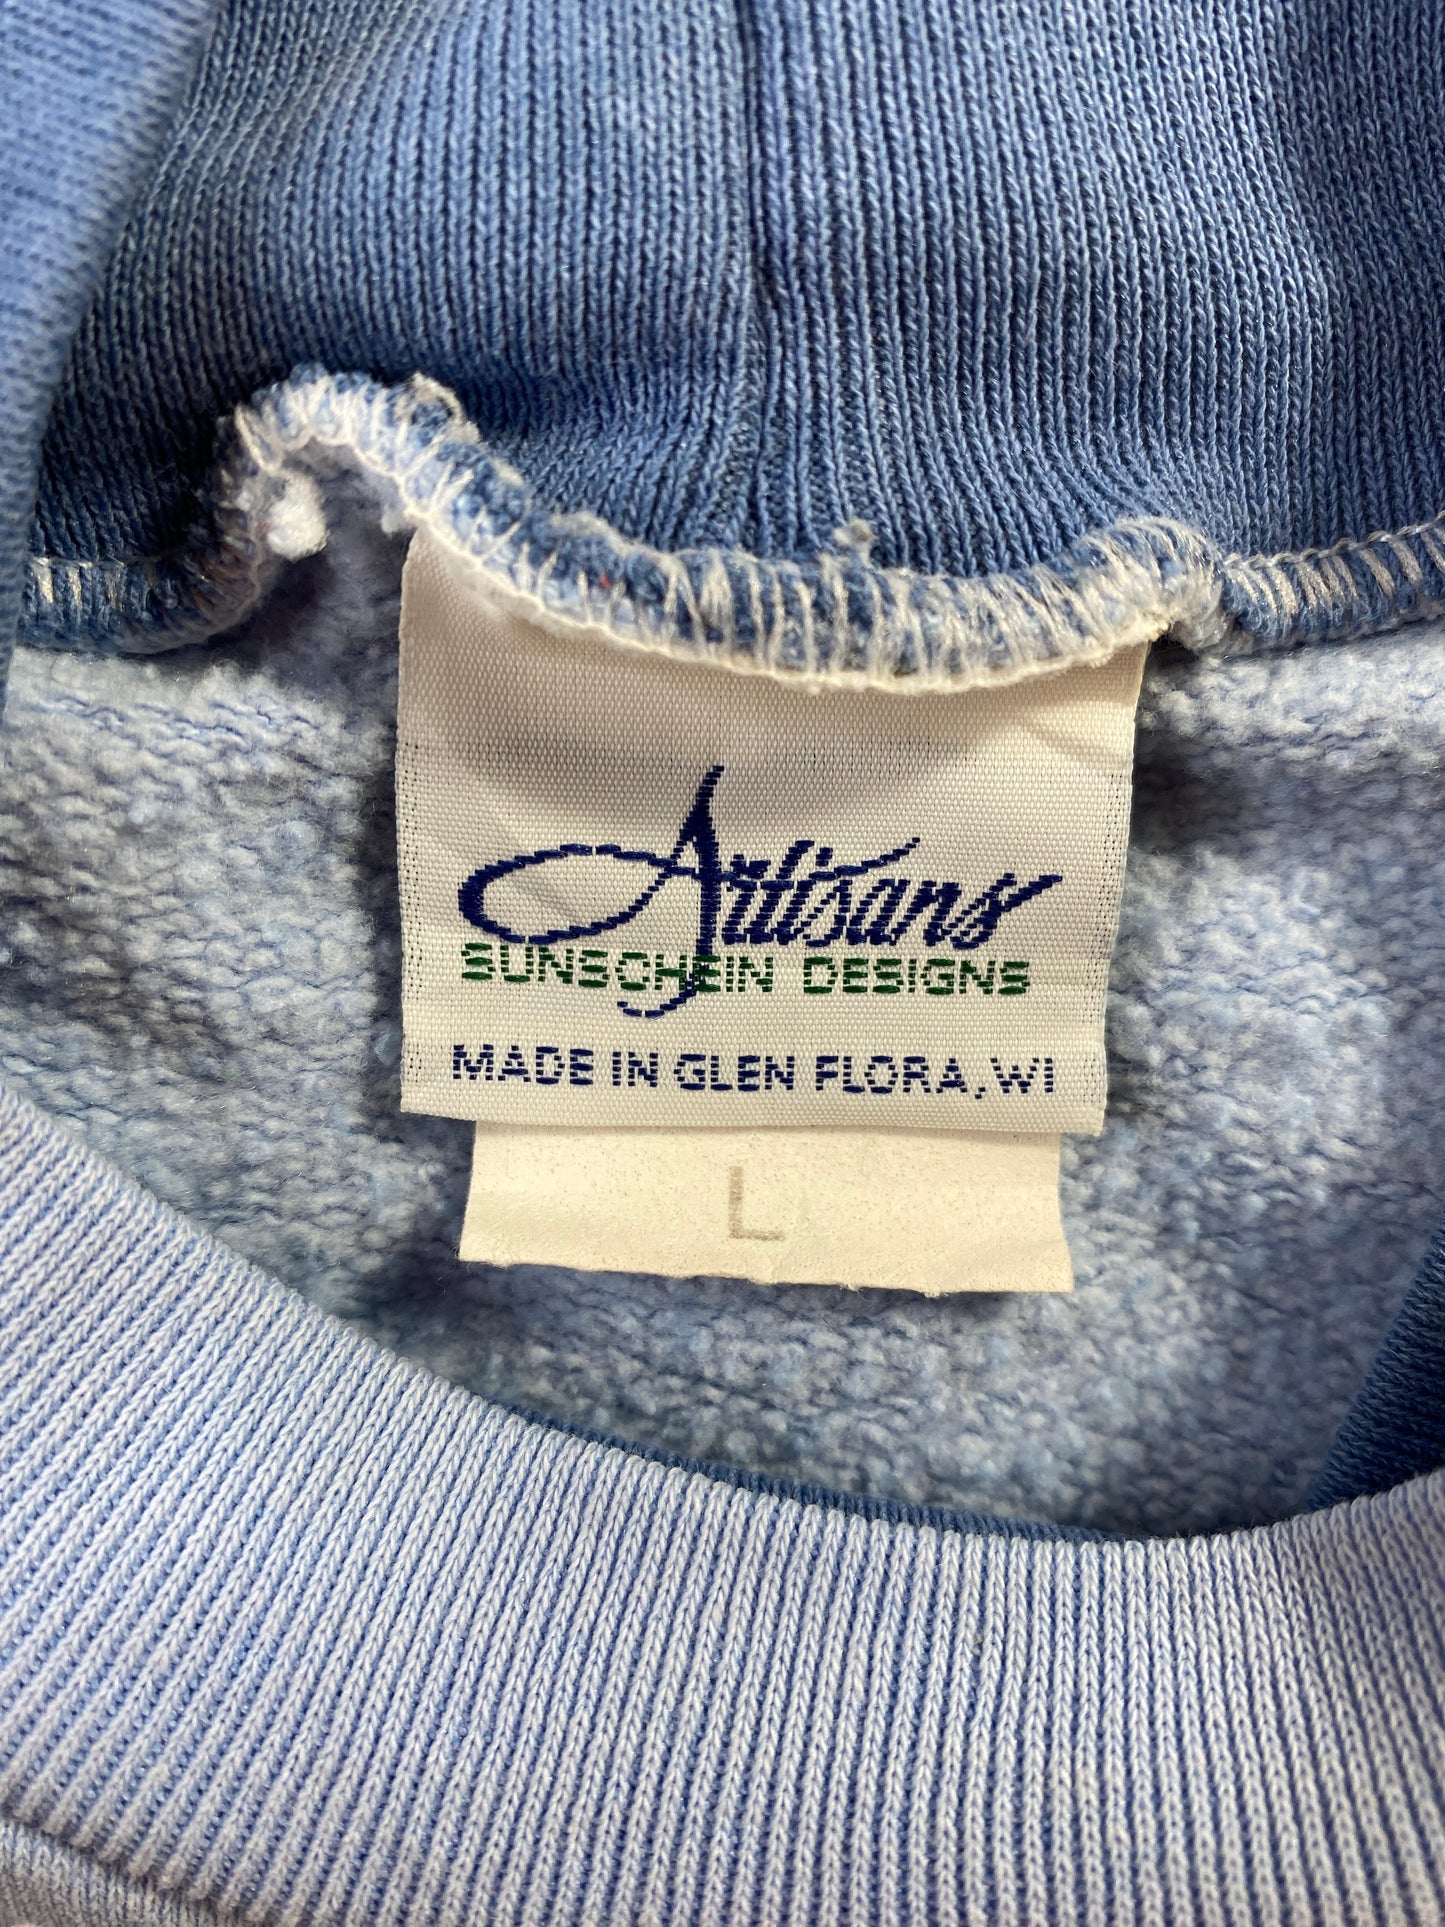 Artisans
SUNSCHEIN DESIGNS
MADE IN GLEN FLORA, WI
L